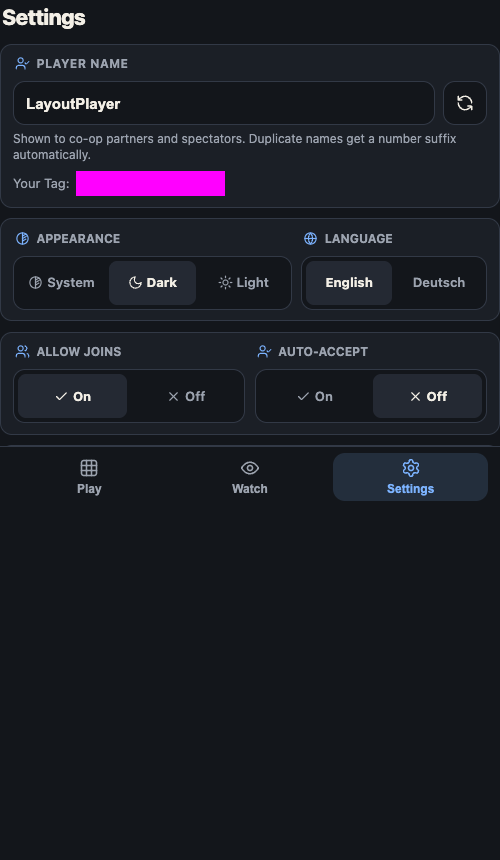 Settings
PLAYER NAME
LayoutPlayer
Shown to co-op partners and spectators. Duplicate names get a number suffix
automatically.
Your Tag:
APPEARANCE
LANGUAGE
System Dark Light
English Deutsch
ALLOW JOINS
AUTO-ACCEPT
On Off
On Off
Play Watch Settings